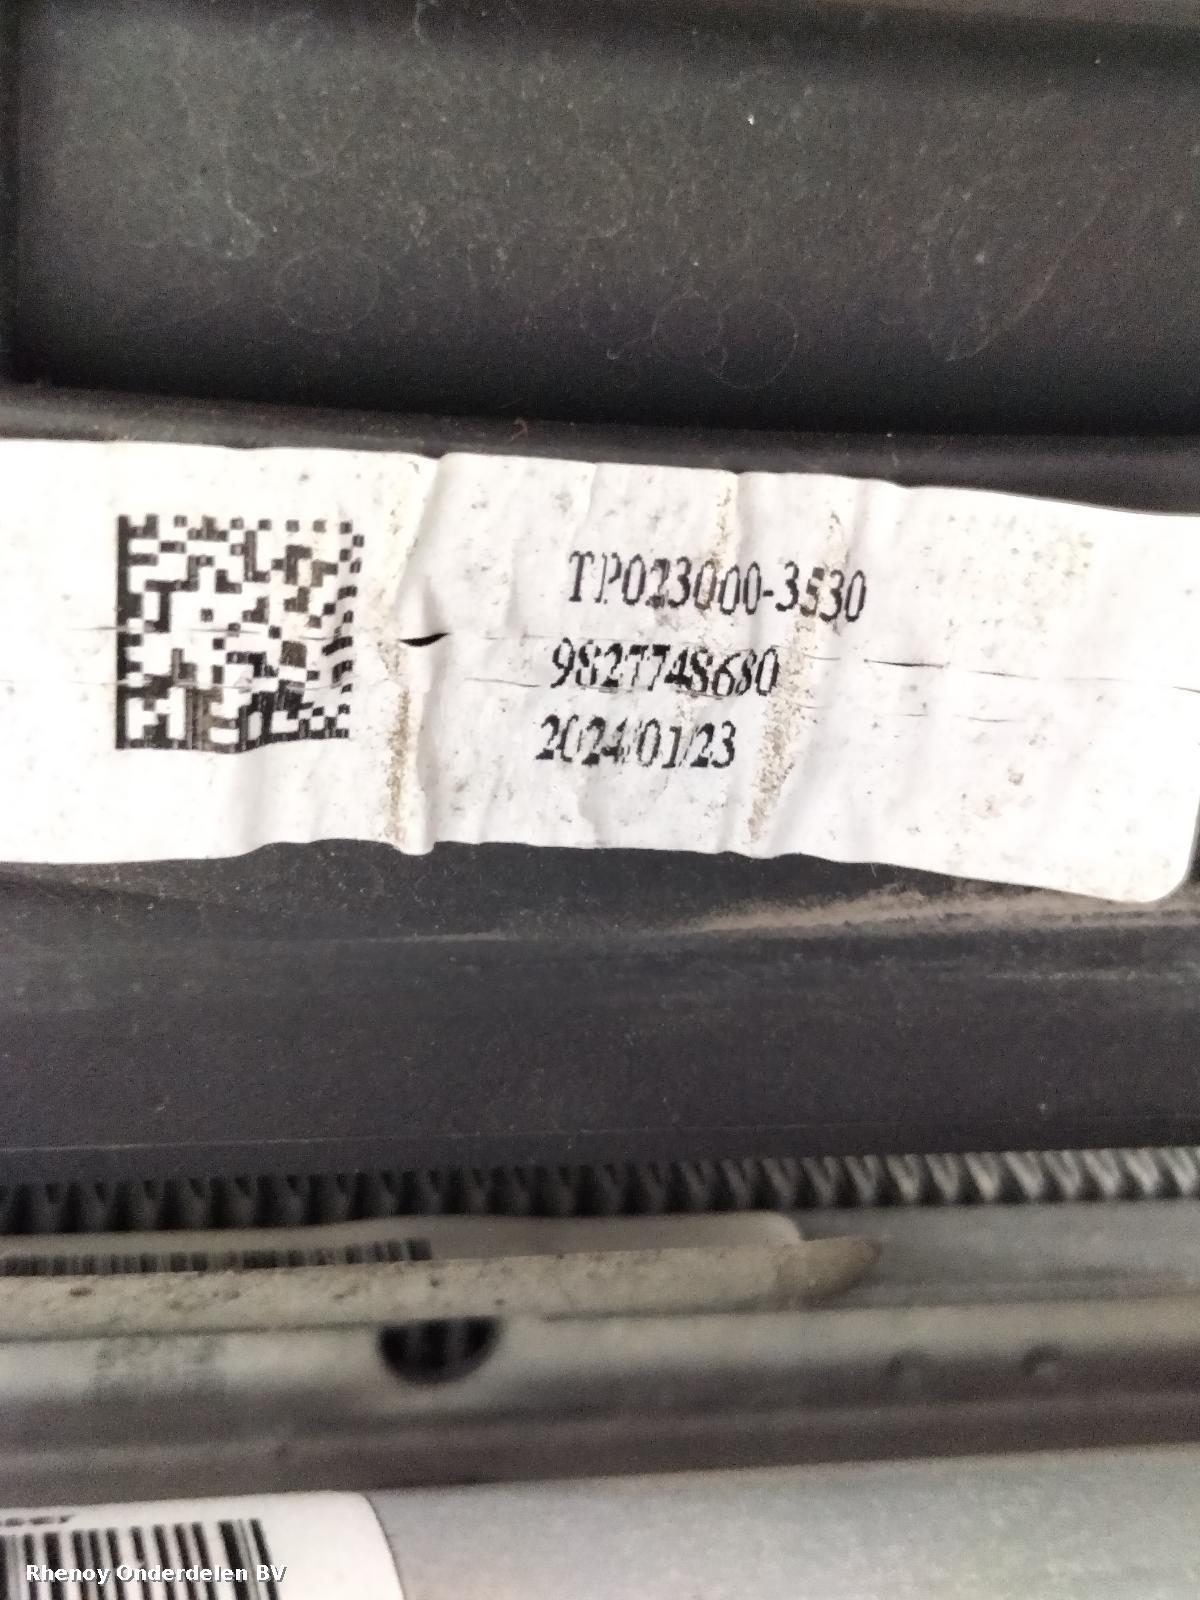 TP023000-3530
9827748680
2024/01/23
Rhenoy Onderdelen BV